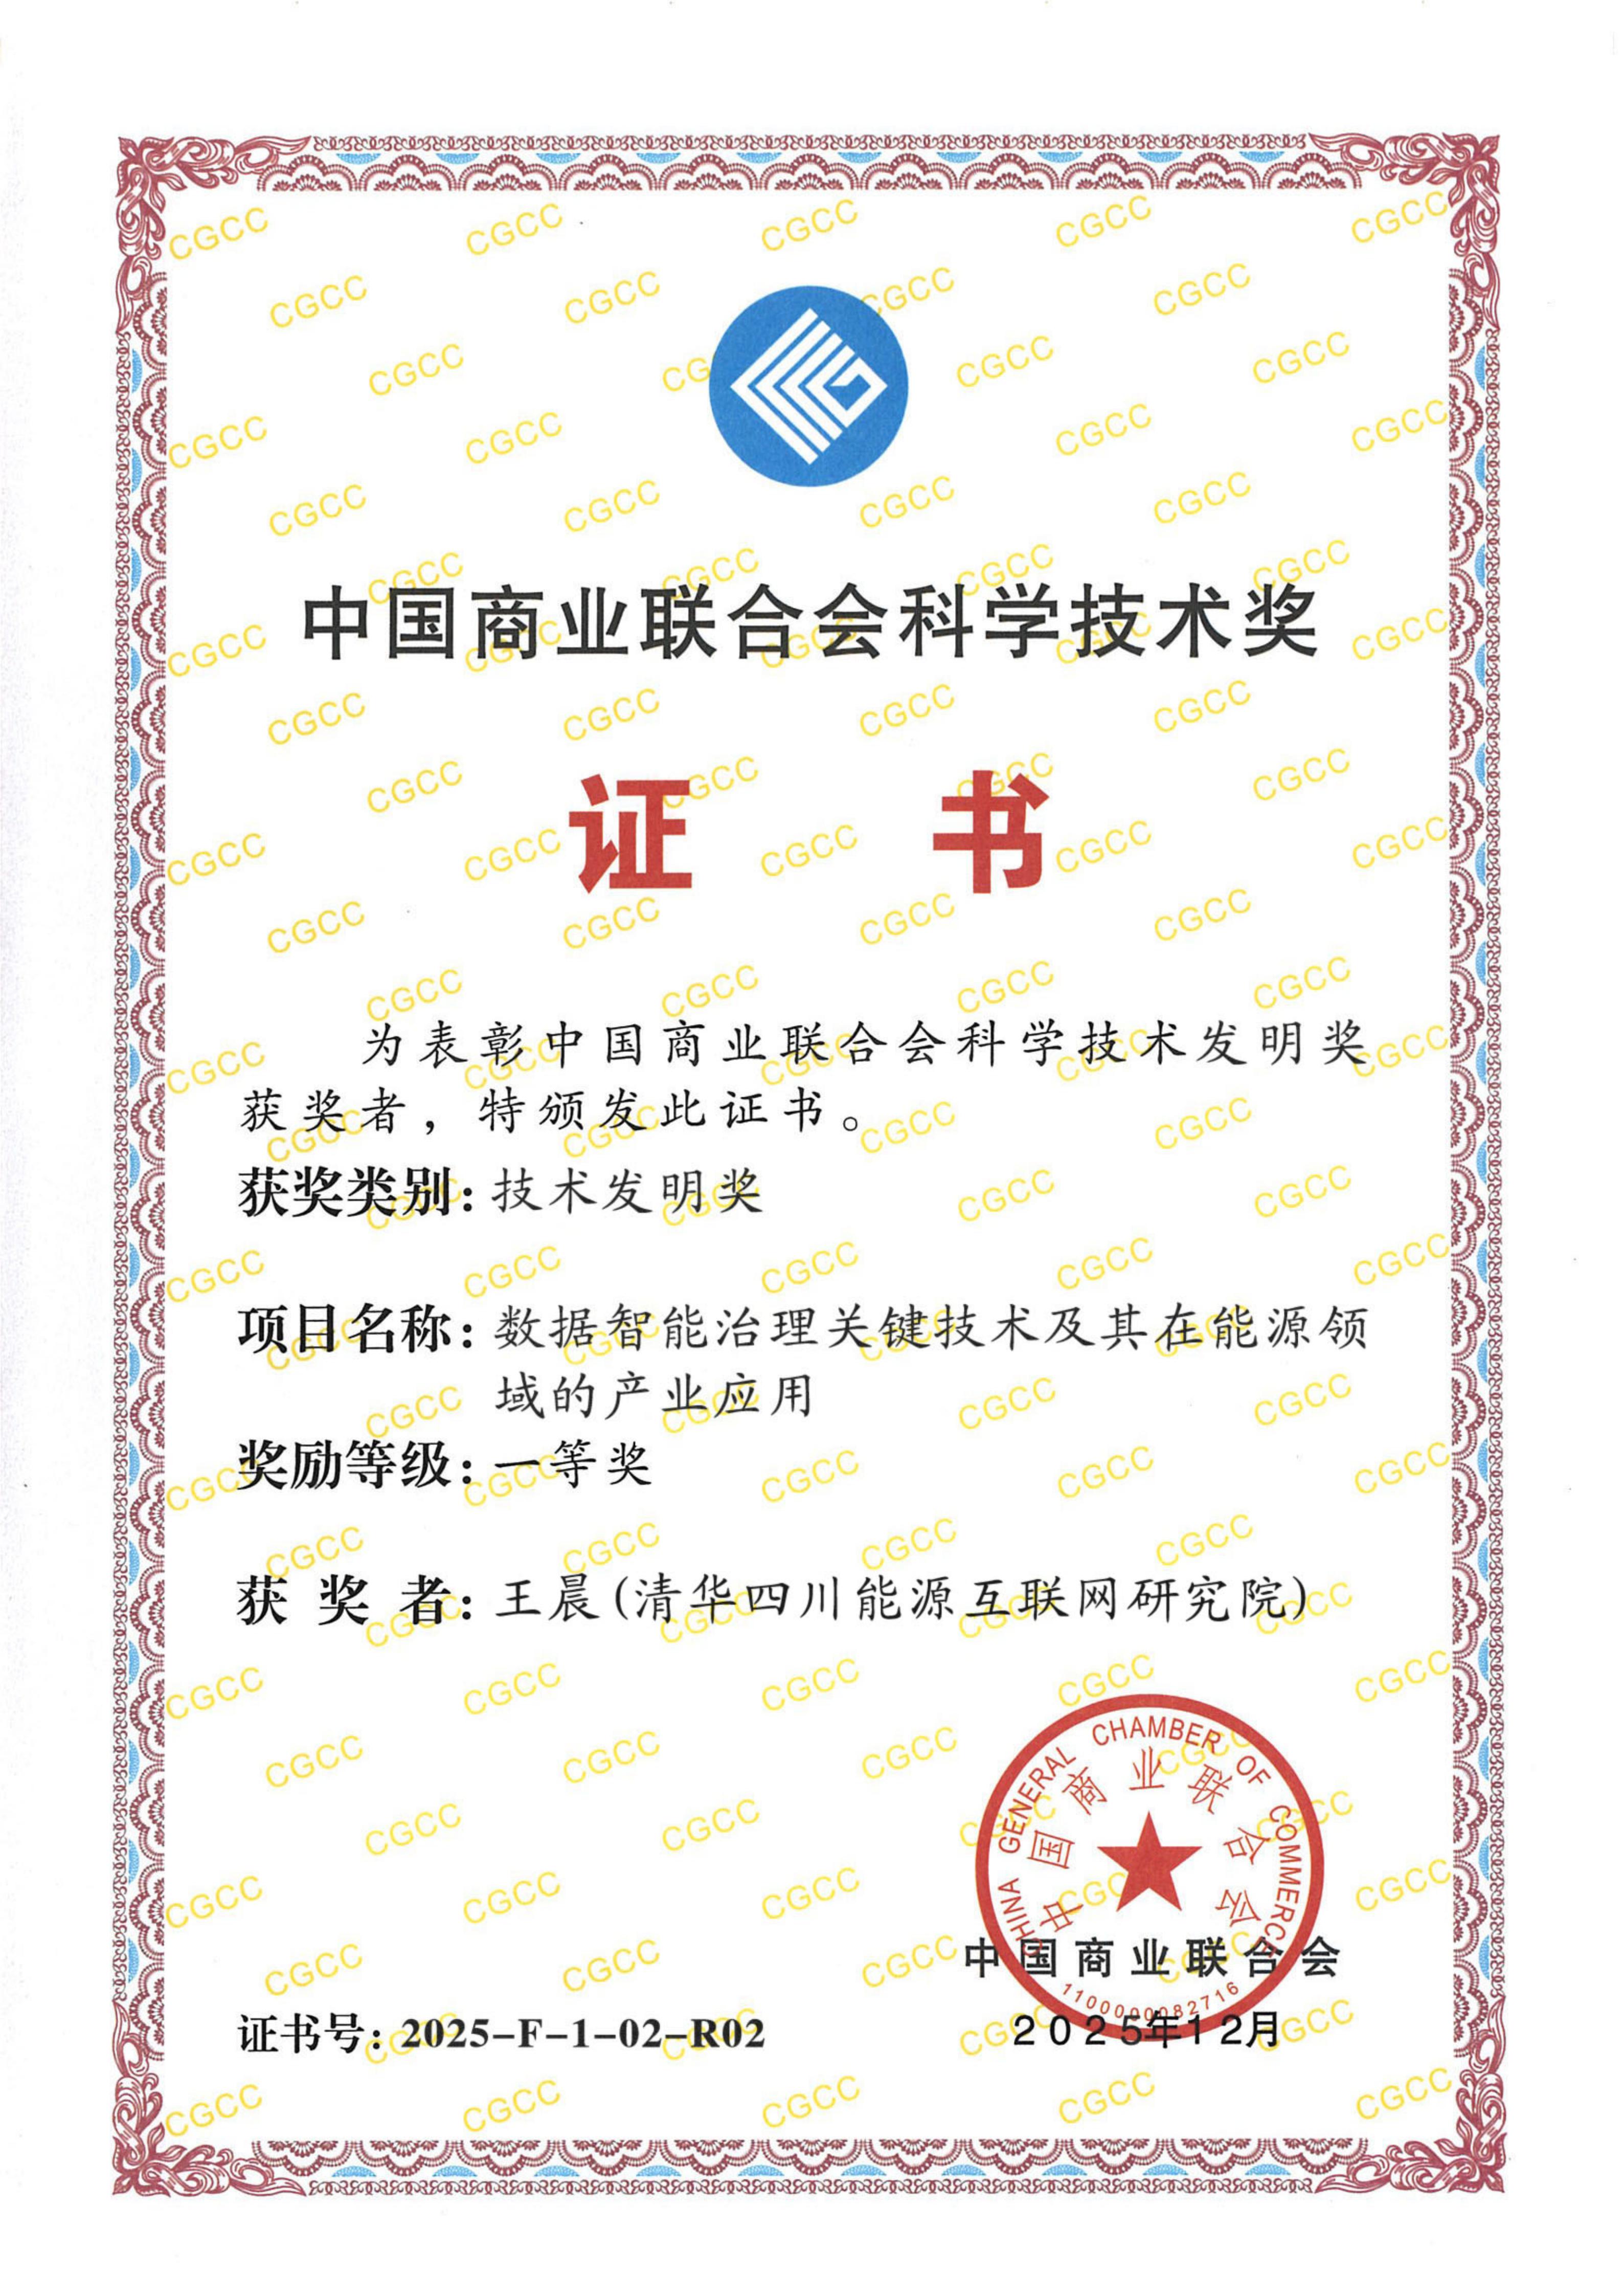 中国商业联合会科学技术奖
证书
为表彰中国商业联合会科学技术发明奖
获奖者，特颁发此证书。
获奖类别：技术发明奖
项目名称：数据智能治理关键技术及其在能源领
域的产业应用
奖励等级：一等奖
获奖者：王晨(清华四川能源互联网研究院)
CHINA GENERAL CHAMBER OF COMMERCE
中国商业联合会
1100000082716
中国商业联合会
证书号：2025-F-1-02-R02
2025年12月
CGCC